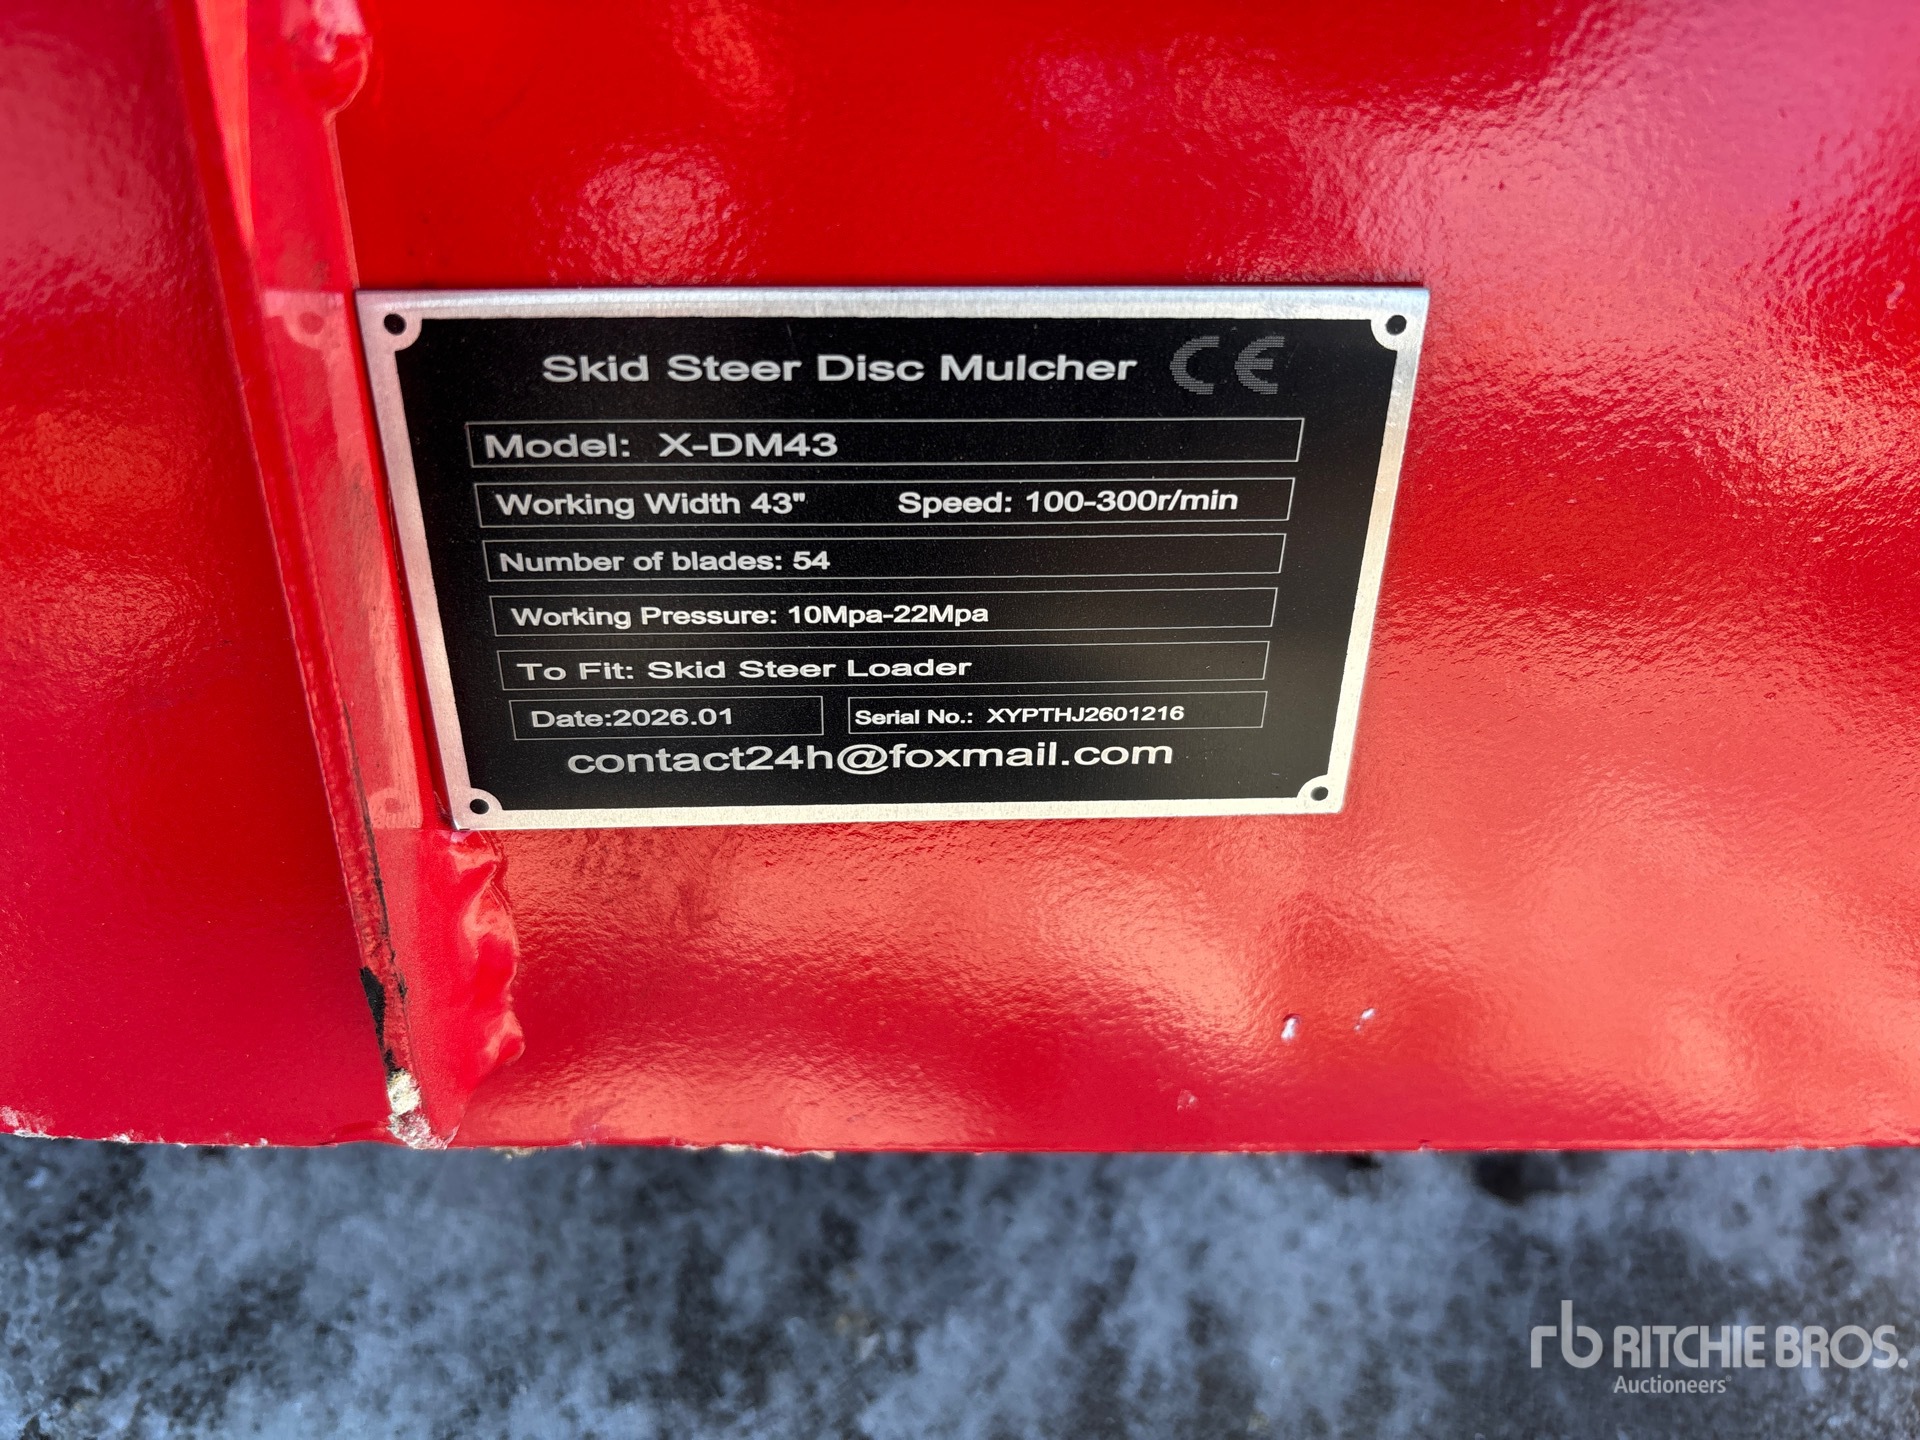 Skid Steer Disc Mulcher CE
Model: X-DM43
Working Width 43" Speed: 100-300r/min
Number of blades: 54
Working Pressure: 10Mpa-22Mpa
To Fit: Skid Steer Loader
Date:2026.01 Serial No.: XYPTHJ2601216
contact24h@foxmail.com
rb RITCHIE BROS.
Auctioneers